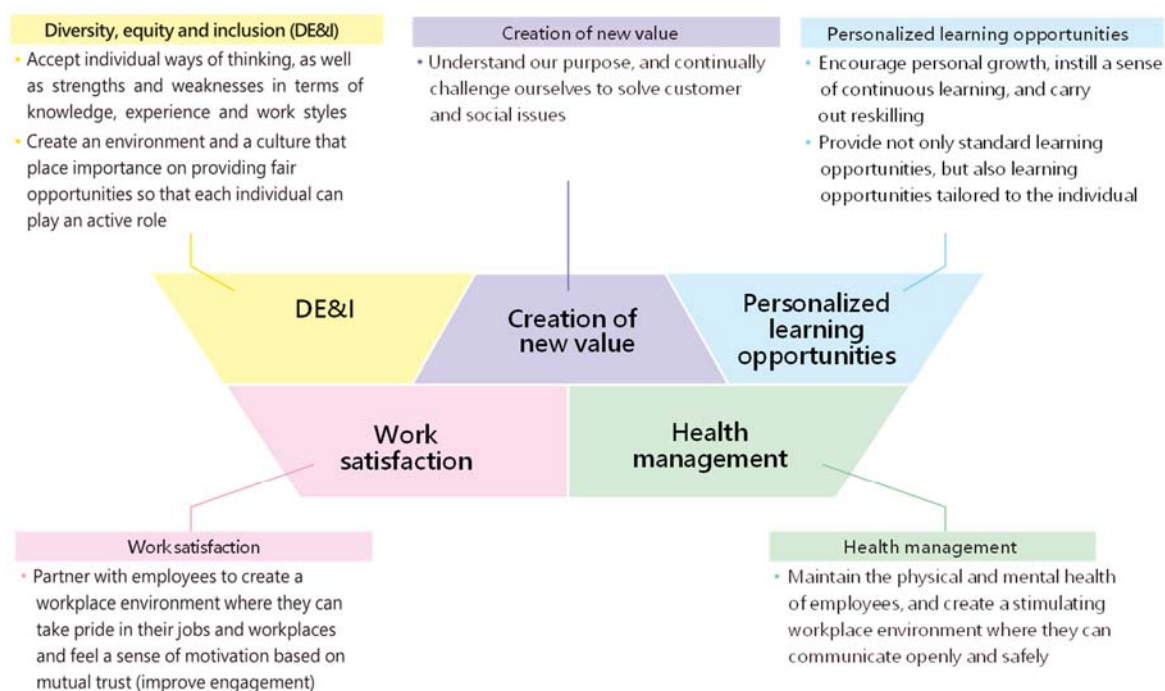 Diversity, equity and inclusion (DE&I)
• Accept individual ways of thinking, as well
as strengths and weaknesses in terms of
knowledge, experience and work styles
• Create an environment and a culture that
place importance on providing fair
opportunities so that each individual can
play an active role
Creation of new value
• Understand our purpose, and continually
challenge ourselves to solve customer
and social issues
Personalized learning opportunities
• Encourage personal growth, instill a sense
of continuous learning, and carry
out reskilling
• Provide not only standard learning
opportunities, but also learning
opportunities tailored to the individual
DE&I
Creation of
new value
Personalized
learning
opportunities
Work
satisfaction
Health
management
Work satisfaction
• Partner with employees to create a
workplace environment where they can
take pride in their jobs and workplaces
and feel a sense of motivation based on
mutual trust (improve engagement)
Health management
• Maintain the physical and mental health
of employees, and create a stimulating
workplace environment where they can
communicate openly and safely